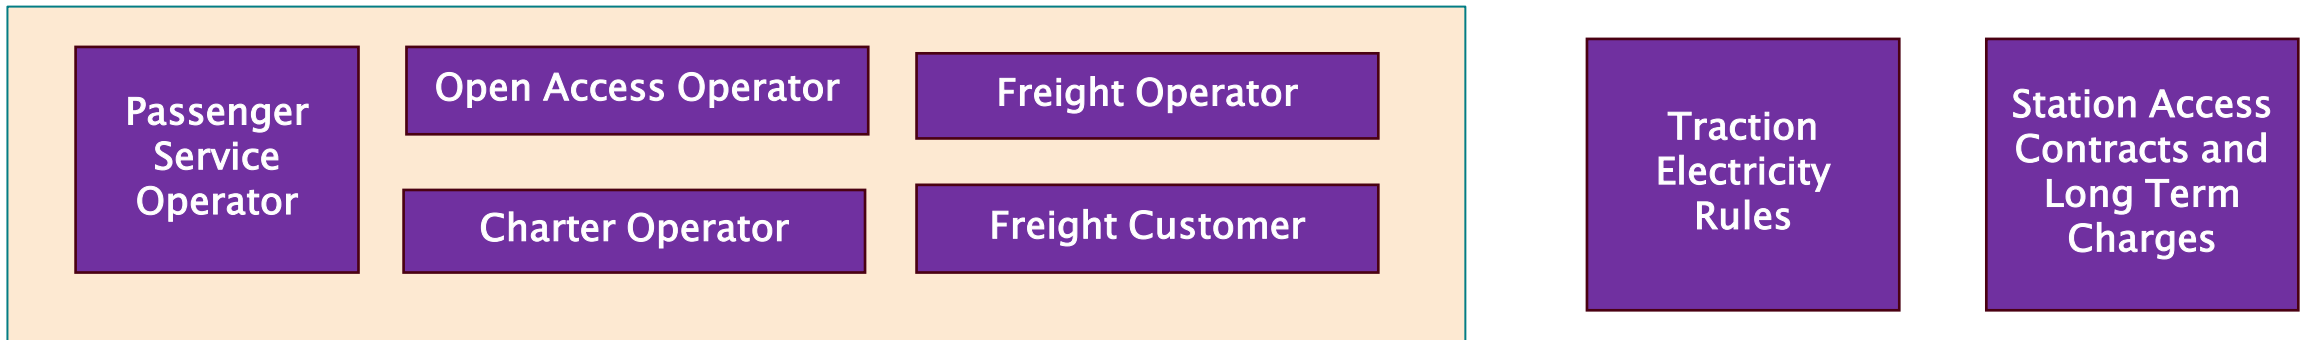 Passenger
Service
Operator
Open Access Operator
Charter Operator
Freight Operator
Freight Customer
Traction
Electricity
Rules
Station Access
Contracts and
Long Term
Charges